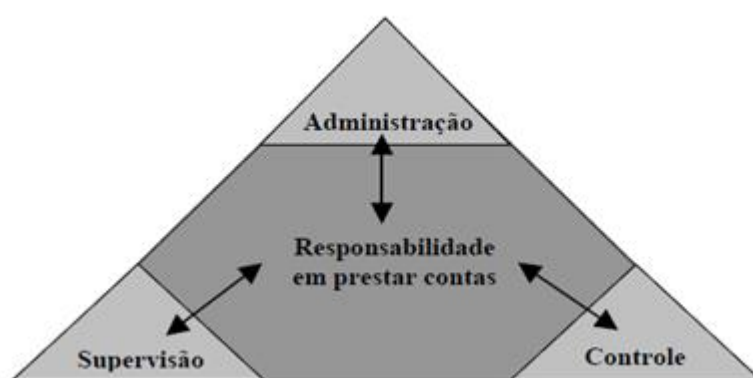 Administração
Responsabilidade
em prestar contas
Supervisão
Controle